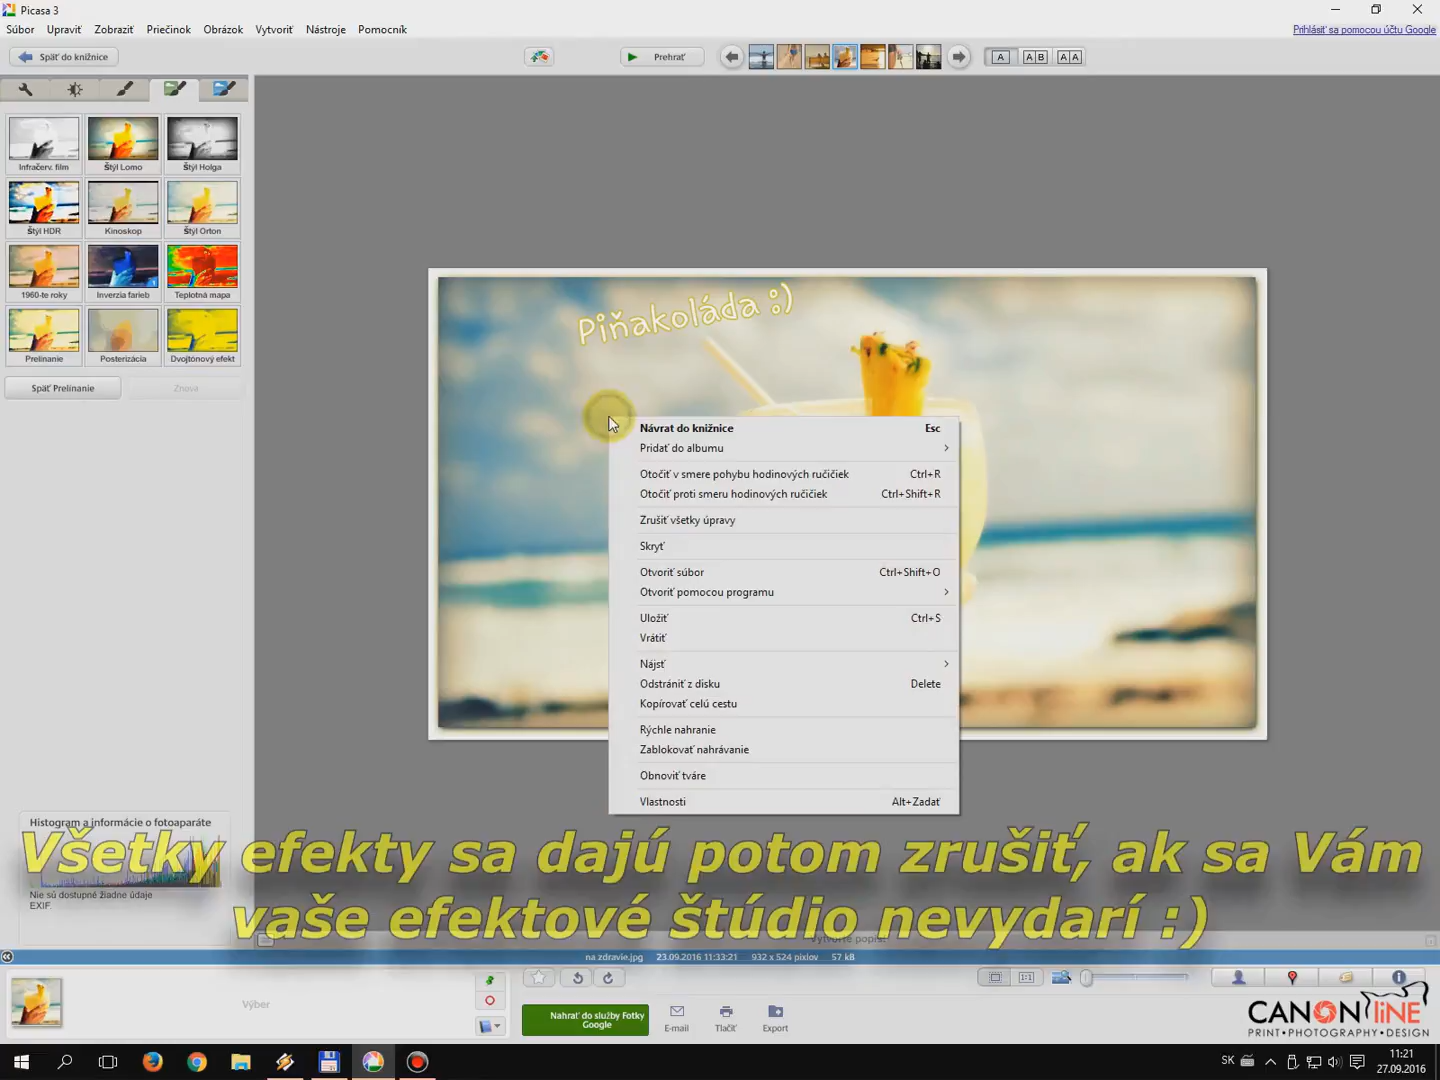 Picasa 3
Súbor Upraviť Zobraziť Priečinok Obrázok Vytvoriť Nástroje Pomocník
Prihlásiť sa pomocou účtu Google
Späť do knižnice
Prehrať
A AB AA
Infračerv. film Štýl Lomo Štýl Holga
Štýl HDR Kinoskop Štýl Orton
1960-te roky Inverzia farieb Teplotná mapa
Prelínanie Posterizácia Dvojtónový efekt
Späť Prelínanie Znova
Piňakoláda :)
Návrat do knižnice Esc
Pridať do albumu
Otočiť v smere pohybu hodinových ručičiek Ctrl+R
Otočiť proti smeru hodinových ručičiek Ctrl+Shift+R
Zrušiť všetky úpravy
Skryť
Otvoriť súbor Ctrl+Shift+O
Otvoriť pomocou programu
Uložiť Ctrl+S
Vrátiť
Nájsť
Odstrániť z disku Delete
Kopírovať celú cestu
Rýchle nahranie
Zablokovať nahrávanie
Obnoviť tváre
Vlastnosti Alt+Zadať
Histogram a informácie o fotoaparáte
Všetky efekty sa dajú potom zrušiť, ak sa Vám
vaše efektové štúdio nevydarí :)
Nie sú dostupné žiadne údaje
EXIF.
Vytvorte popis!
na zdravie.jpg 23.09.2016 11:33:21 932 x 524 pixlov 57 kB
1:1
Výber
Nahrať do služby Fotky
Google
E-mail Tlačiť Export
CANONLINE
PRINT•PHOTOGRAPHY•DESIGN
SK
11:21
27.09.2016